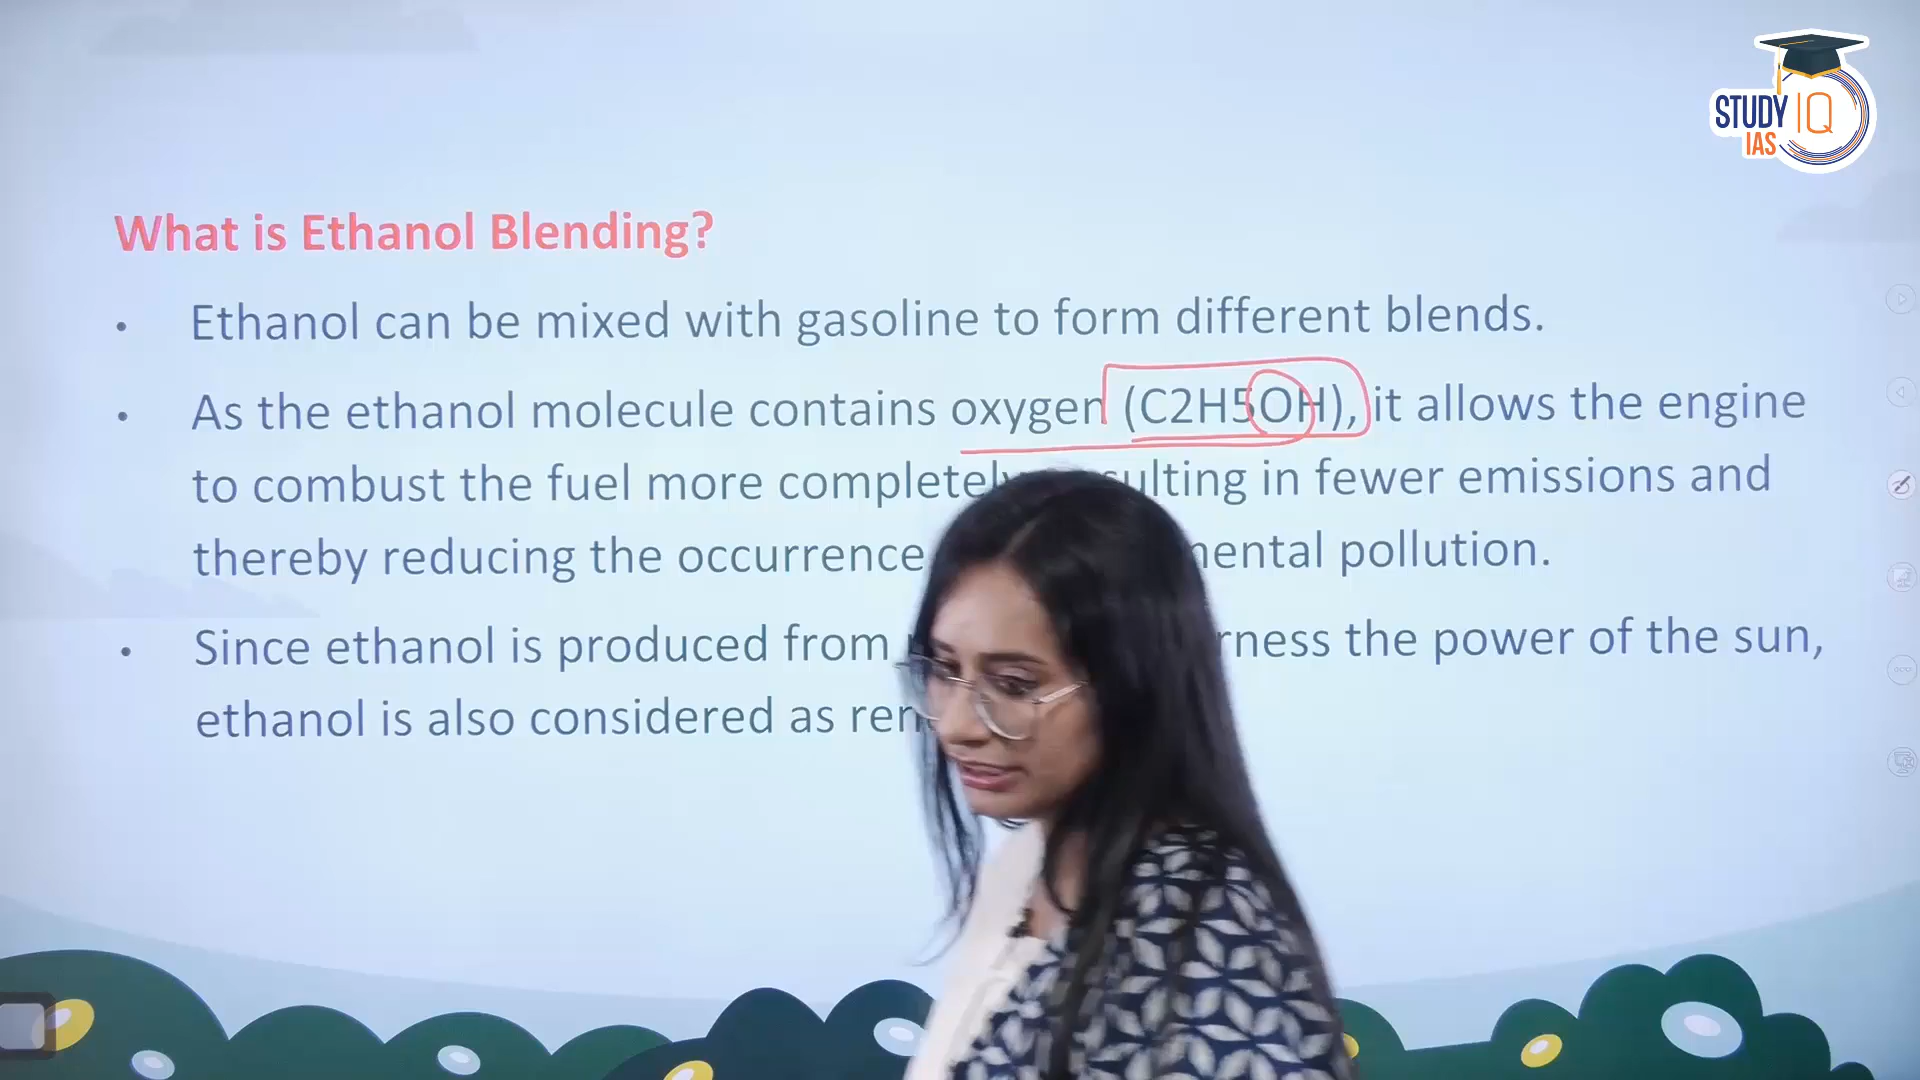 STUDY IQ
IAS
What is Ethanol Blending?
• Ethanol can be mixed with gasoline to form different blends.
• As the ethanol molecule contains oxygen (C2H5OH), it allows the engine
to combust the fuel more completely sulting in fewer emissions and
thereby reducing the occurrence mental pollution.
• Since ethanol is produced from rness the power of the sun,
ethanol is also considered as ren